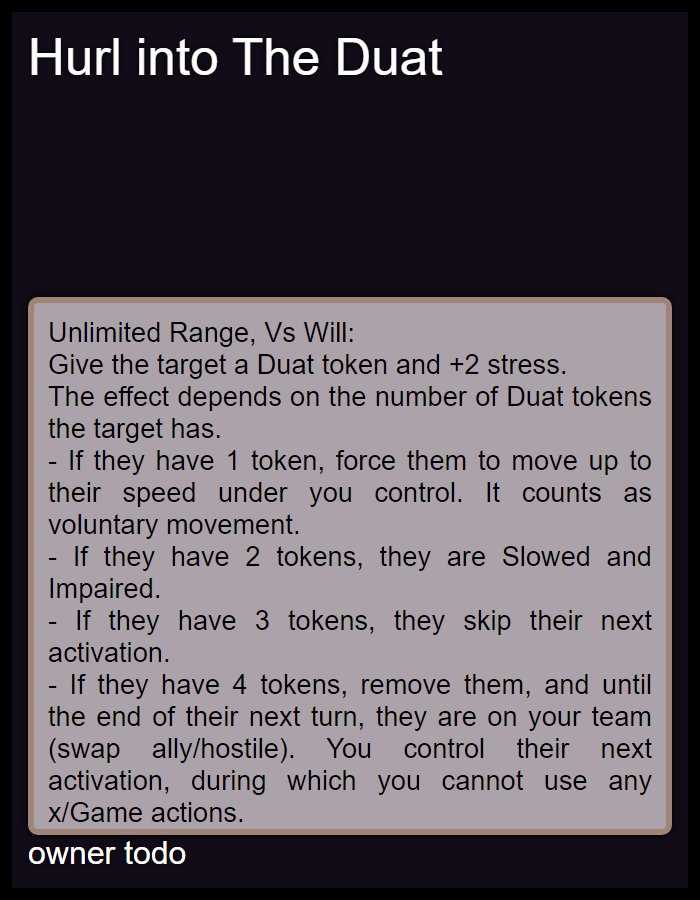 Hurl into The Duat
Unlimited Range, Vs Will:
Give the target a Duat token and +2 stress.
The effect depends on the number of Duat tokens
the target has.
- If they have 1 token, force them to move up to
their speed under you control. It counts as
voluntary movement.
- If they have 2 tokens, they are Slowed and
Impaired.
- If they have 3 tokens, they skip their next
activation.
- If they have 4 tokens, remove them, and until
the end of their next turn, they are on your team
(swap ally/hostile). You control their next
activation, during which you cannot use any
x/Game actions.
owner todo